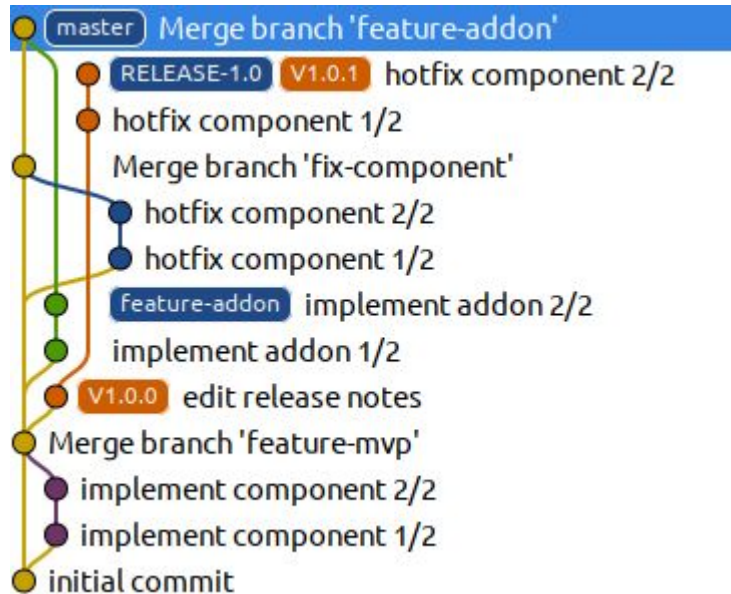 master Merge branch 'feature-addon'
RELEASE-1.0 V1.0.1 hotfix component 2/2
hotfix component 1/2
Merge branch 'fix-component'
hotfix component 2/2
hotfix component 1/2
feature-addon implement addon 2/2
implement addon 1/2
V1.0.0 edit release notes
Merge branch 'feature-mvp'
implement component 2/2
implement component 1/2
initial commit